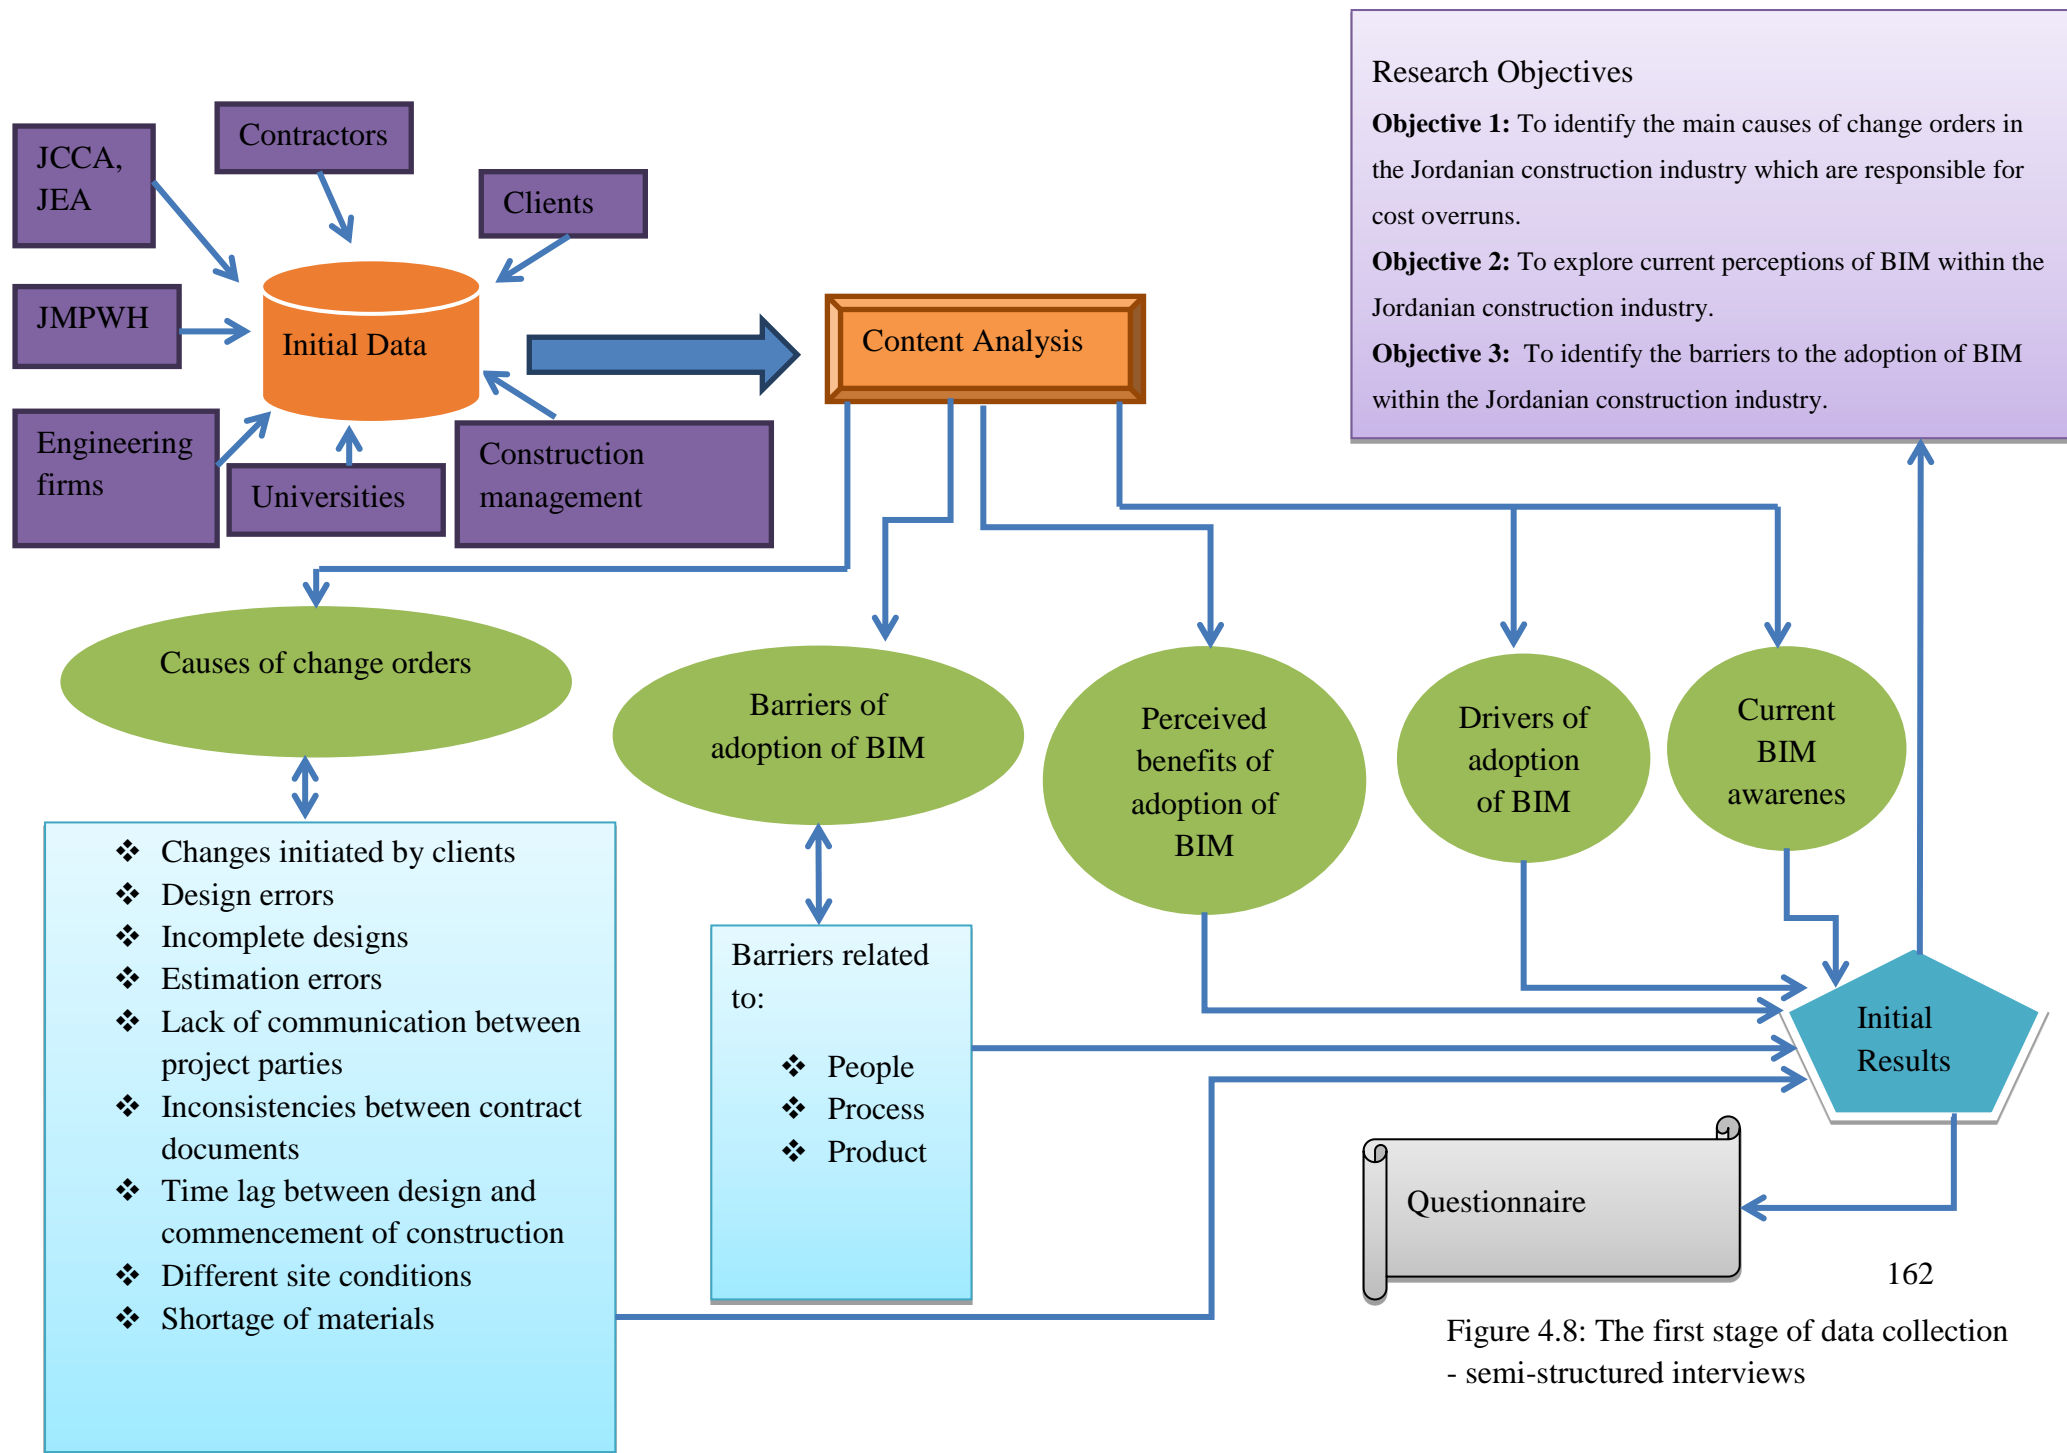 JCCA,
JEA
Contractors
Clients
JMPWH
Initial Data
Engineering
firms
Universities
Construction
management
Content Analysis
Research Objectives
Objective 1: To identify the main causes of change orders in
the Jordanian construction industry which are responsible for
cost overruns.
Objective 2: To explore current perceptions of BIM within the
Jordanian construction industry.
Objective 3: To identify the barriers to the adoption of BIM
within the Jordanian construction industry.
Causes of change orders
Barriers of
adoption of BIM
Perceived
benefits of
adoption of
BIM
Drivers of
adoption
of BIM
Current
BIM
awarenes
❖ Changes initiated by clients
❖ Design errors
❖ Incomplete designs
❖ Estimation errors
❖ Lack of communication between
project parties
❖ Inconsistencies between contract
documents
❖ Time lag between design and
commencement of construction
❖ Different site conditions
❖ Shortage of materials
Barriers related
to:
❖ People
❖ Process
❖ Product
Initial
Results
Questionnaire
162
Figure 4.8: The first stage of data collection
- semi-structured interviews